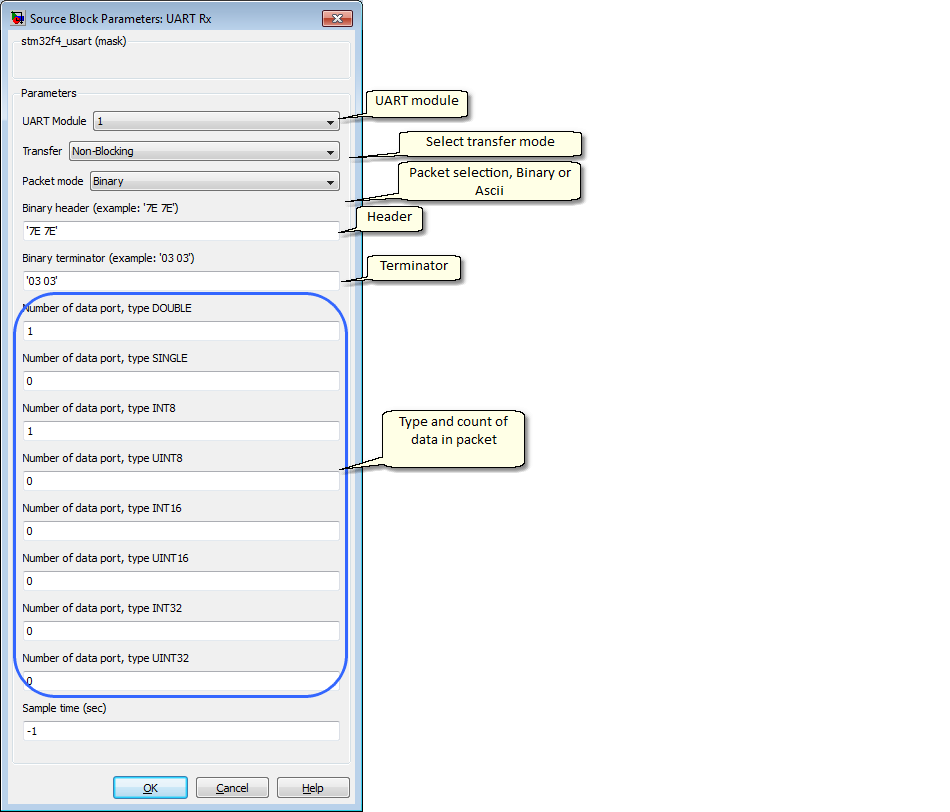 Source Block Parameters: UART Rx
stm32f4_usart (mask)
Parameters
UART Module 1
UART module
Transfer Non-Blocking
Select transfer mode
Packet mode Binary
Packet selection, Binary or
Ascii
Binary header (example: '7E 7E')
Header
'7E 7E'
Binary terminator (example: '03 03')
Terminator
'03 03'
Number of data port, type DOUBLE
1
Number of data port, type SINGLE
0
Number of data port, type INT8
1
Type and count of
data in packet
Number of data port, type UINT8
0
Number of data port, type INT16
0
Number of data port, type UINT16
0
Number of data port, type INT32
0
Number of data port, type UINT32
0
Sample time (sec)
-1
OK Cancel Help